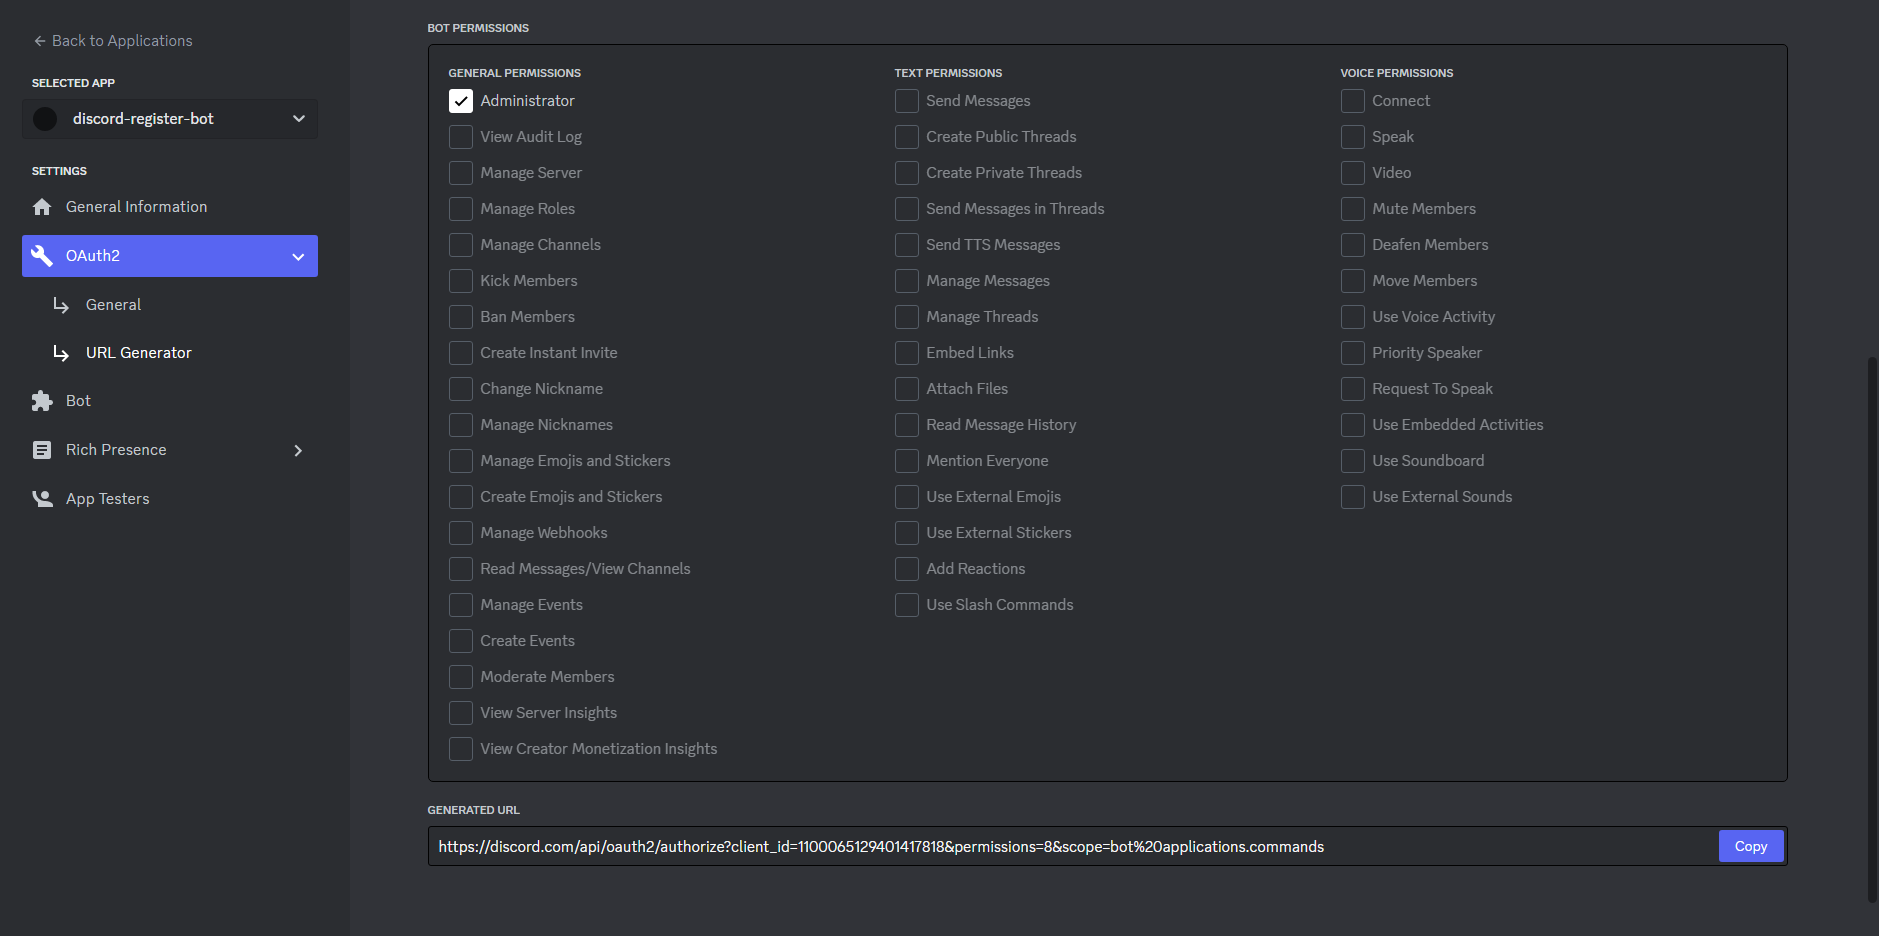 Back to Applications
SELECTED APP
discord-register-bot
SETTINGS
General Information
OAuth2
General
URL Generator
Bot
Rich Presence
App Testers
BOT PERMISSIONS
GENERAL PERMISSIONS
Administrator
View Audit Log
Manage Server
Manage Roles
Manage Channels
Kick Members
Ban Members
Create Instant Invite
Change Nickname
Manage Nicknames
Manage Emojis and Stickers
Create Emojis and Stickers
Manage Webhooks
Read Messages/View Channels
Manage Events
Create Events
Moderate Members
View Server Insights
View Creator Monetization Insights
TEXT PERMISSIONS
Send Messages
Create Public Threads
Create Private Threads
Send Messages in Threads
Send TTS Messages
Manage Messages
Manage Threads
Embed Links
Attach Files
Read Message History
Mention Everyone
Use External Emojis
Use External Stickers
Add Reactions
Use Slash Commands
VOICE PERMISSIONS
Connect
Speak
Video
Mute Members
Deafen Members
Move Members
Use Voice Activity
Priority Speaker
Request To Speak
Use Embedded Activities
Use Soundboard
Use External Sounds
GENERATED URL
https://discord.com/api/oauth2/authorize?client_id=1100065129401417818&permissions=8&scope=bot%20applications.commands
Copy